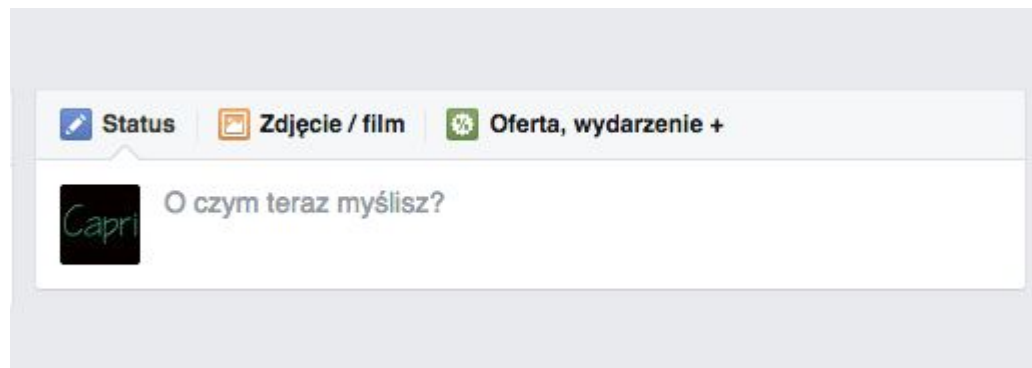 Status Zdjęcie / film Oferta, wydarzenie +
Capri O czym teraz myślisz?